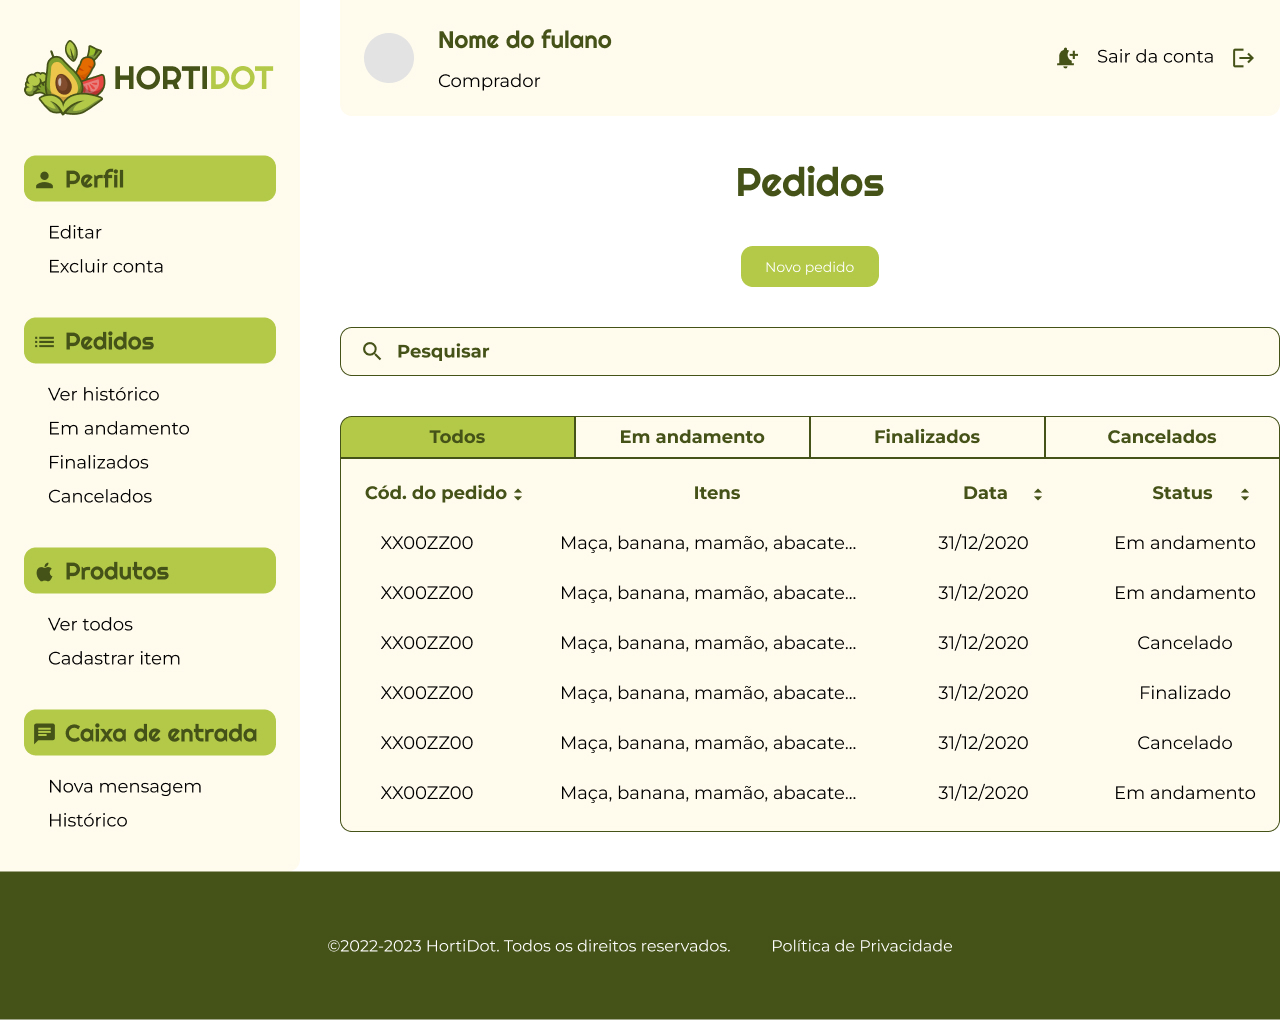 HORTIDOT
Perfil
Editar
Excluir conta
Pedidos
Ver histórico
Em andamento
Finalizados
Cancelados
Produtos
Ver todos
Cadastrar item
Caixa de entrada
Nova mensagem
Histórico
Nome do fulano
Comprador
Sair da conta
Pedidos
Novo pedido
Pesquisar
Todos Em andamento Finalizados Cancelados
Cód. do pedido Itens Data Status
XX00ZZ00 Maça, banana, mamão, abacate... 31/12/2020 Em andamento
XX00ZZ00 Maça, banana, mamão, abacate... 31/12/2020 Em andamento
XX00ZZ00 Maça, banana, mamão, abacate... 31/12/2020 Cancelado
XX00ZZ00 Maça, banana, mamão, abacate... 31/12/2020 Finalizado
XX00ZZ00 Maça, banana, mamão, abacate... 31/12/2020 Cancelado
XX00ZZ00 Maça, banana, mamão, abacate... 31/12/2020 Em andamento
©2022-2023 HortiDot. Todos os direitos reservados. Política de Privacidade